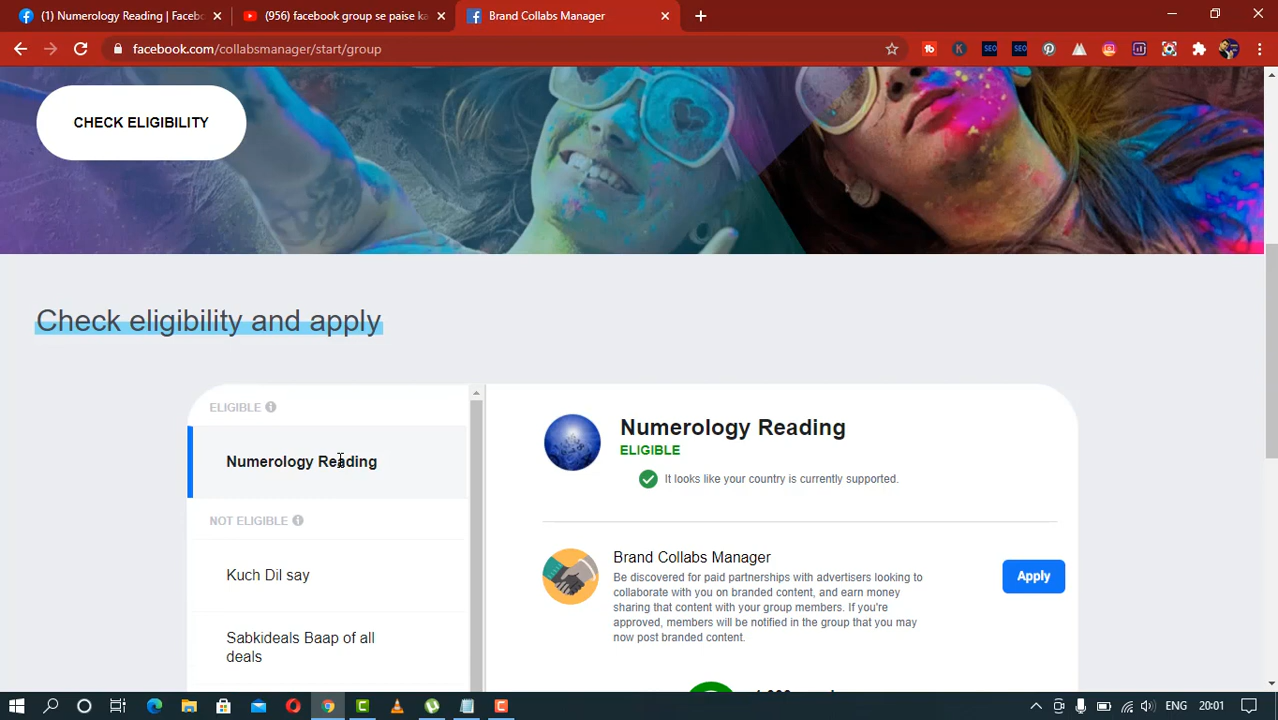 (1) Numerology Reading | Faceb
(956) facebook group se paise ka
Brand Collabs Manager
facebook.com/collabsmanager/start/group
CHECK ELIGIBILITY
Check eligibility and apply
ELIGIBLE
Numerology Reading
NOT ELIGIBLE
Kuch Dil say
Sabkideals Baap of all
deals
Numerology Reading
ELIGIBLE
It looks like your country is currently supported.
Brand Collabs Manager
Be discovered for paid partnerships with advertisers looking to
collaborate with you on branded content, and earn money
sharing that content with your group members. If you're
approved, members will be notified in the group that you may
now post branded content.
Apply
ENG
20:01